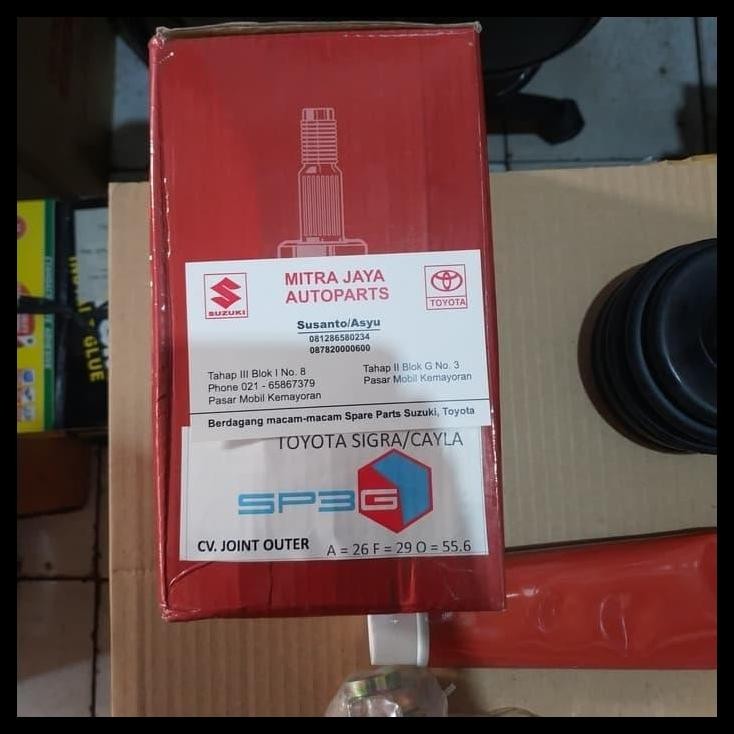 SUZUKI
MITRA JAYA
AUTOPARTS
TOYOTA
Susanto/Asyu
081286580234
087820000600
Tahap III Blok I No. 8
Phone 021 - 65867379
Pasar Mobil Kemayoran
Tahap II Blok G No. 3
Pasar Mobil Kemayoran
Berdagang macam-macam Spare Parts Suzuki, Toyota
TOYOTA SIGRA/CAYLA
SP3G
CV. JOINT OUTER
A = 26 F = 29 O = 55.6
GLUE